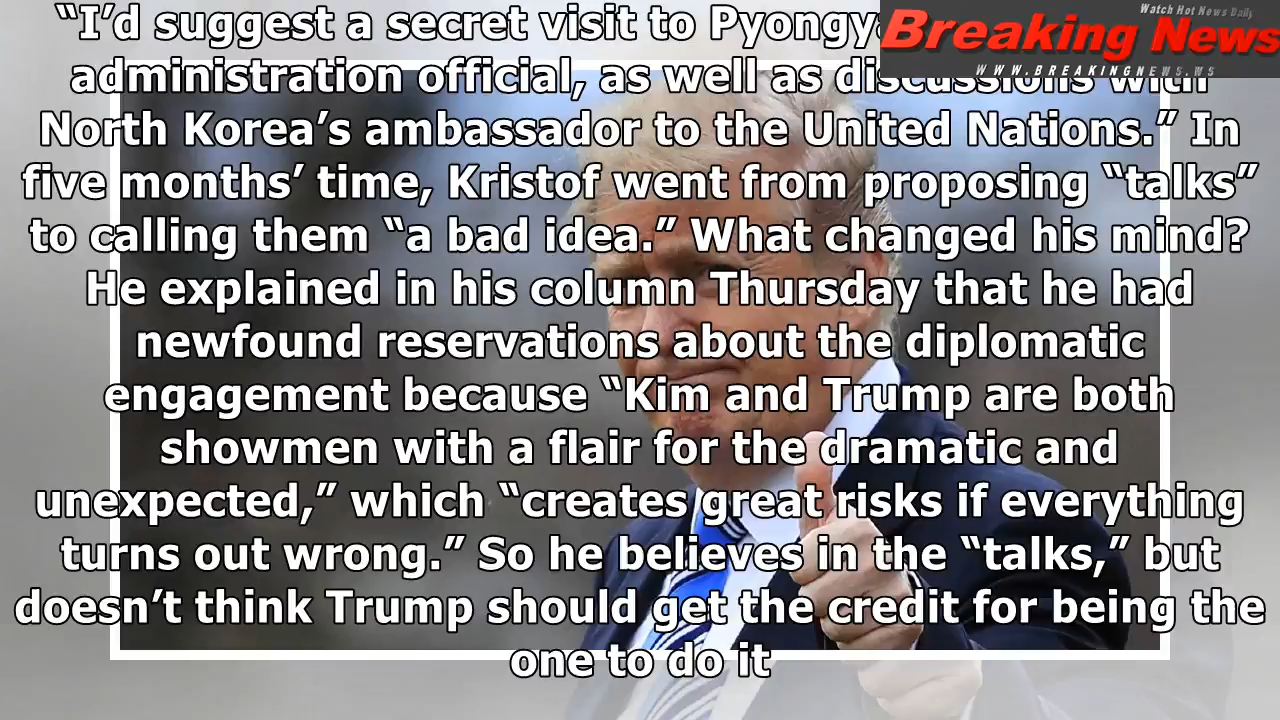 “I’d suggest a secret visit to
administration official, as well as discussions with
North Korea’s ambassador to the United Nations.” In
five months’ time, Kristof went from proposing “talks”
to calling them “a bad idea.” What changed his mind?
He explained in his column Thursday that he had
newfound reservations about the diplomatic
engagement because “Kim and Trump are both
showmen with a flair for the dramatic and
unexpected,” which “creates great risks if everything
turns out wrong.” So he believes in the “talks,” but
doesn’t think Trump should get the credit for being the
one to do it
Watch Hot News Daily
Breaking News
WWW.BREAKINGNEWS.WS